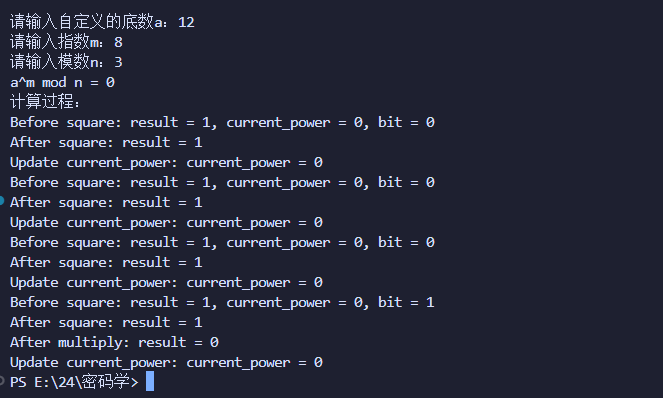 请输入自定义的底数a：12
请输入指数m：8
请输入模数n：3
a^m mod n = 0
计算过程：
Before square: result = 1, current_power = 0, bit = 0
After square: result = 1
Update current_power: current_power = 0
Before square: result = 1, current_power = 0, bit = 0
After square: result = 1
Update current_power: current_power = 0
Before square: result = 1, current_power = 0, bit = 0
After square: result = 1
Update current_power: current_power = 0
Before square: result = 1, current_power = 0, bit = 1
After square: result = 1
After multiply: result = 0
Update current_power: current_power = 0
PS E:\24\密码学>